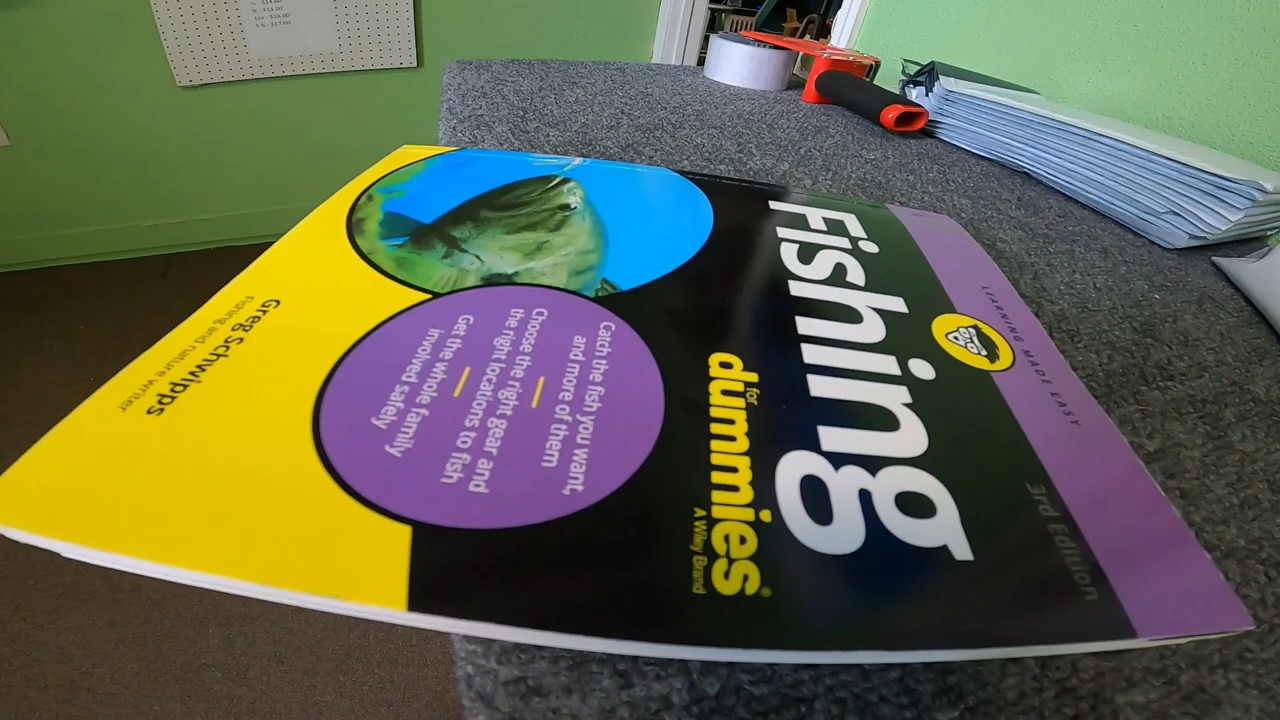 LEARNING MADE EASY
3rd Edition
Fishing
for
dummies®
A Wiley Brand
Catch the fish you want,
and more of them
Choose the right gear and
the right locations to fish
Get the whole family
involved safely
Greg Schwipps
Fishing and nature writer